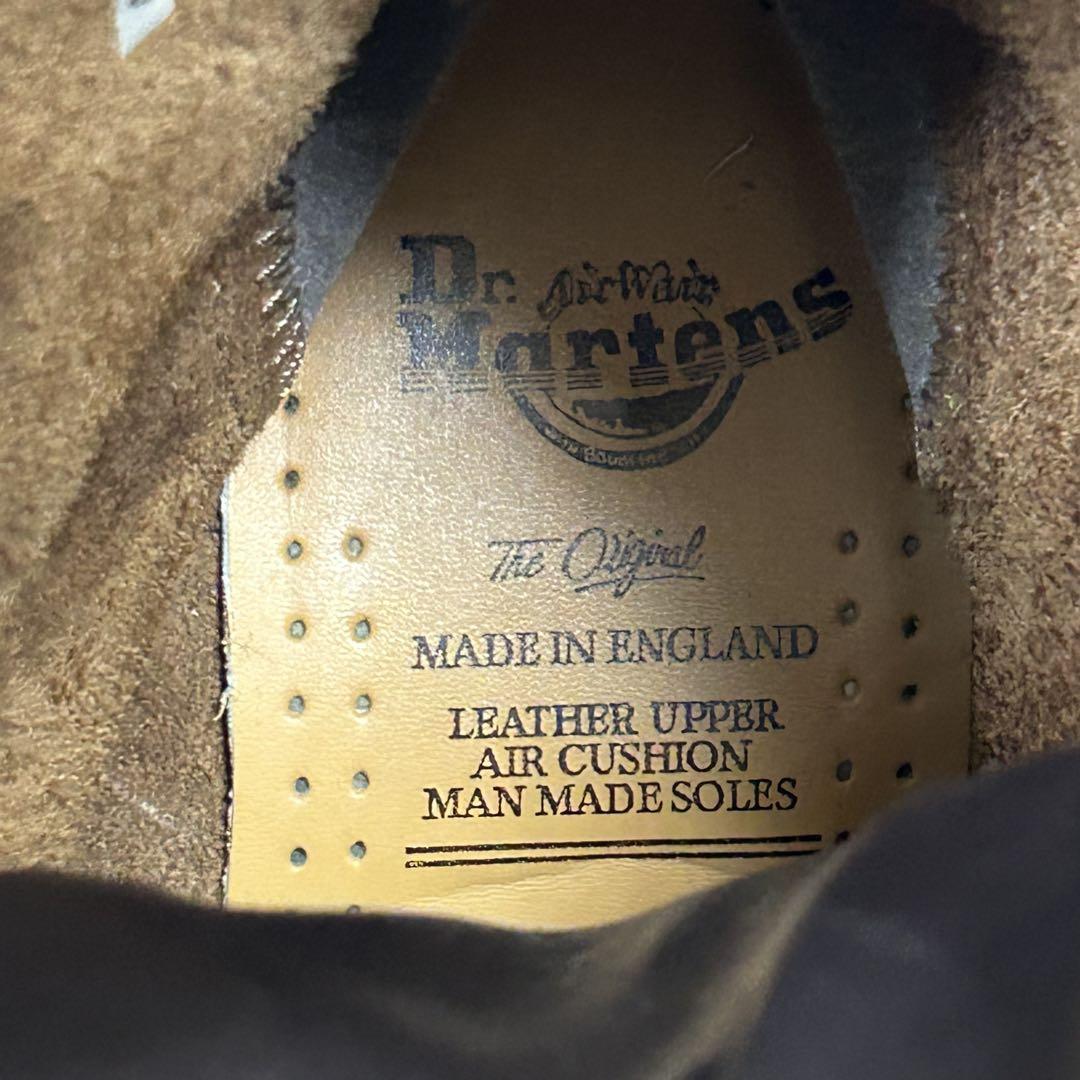 Dr. AirWair
Martens
The Original
MADE IN ENGLAND
LEATHER UPPER
AIR CUSHION
MAN MADE SOLES